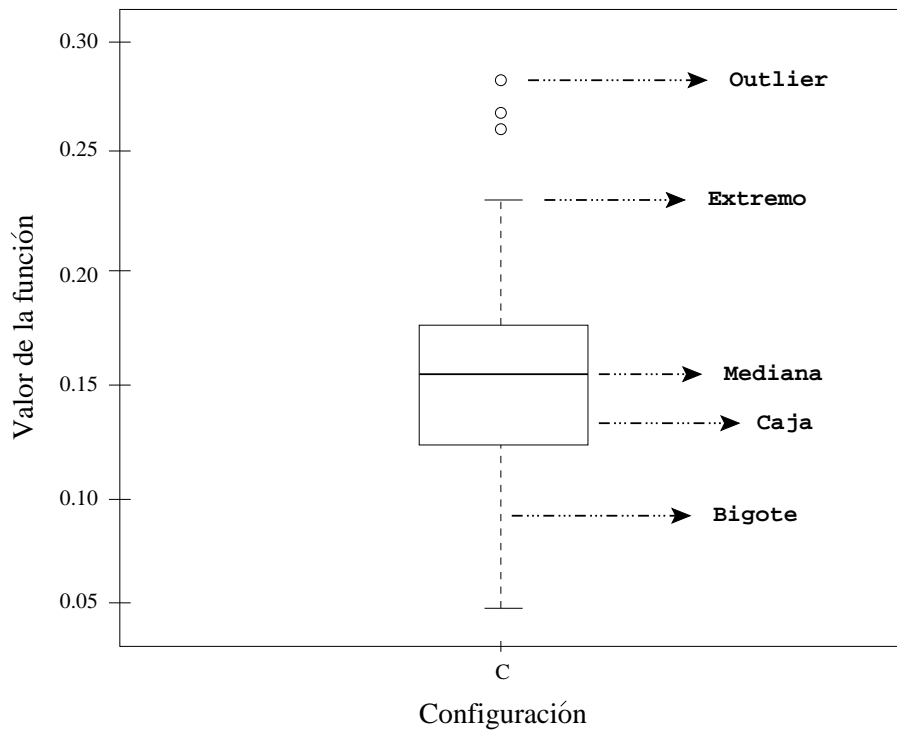 0.30
Outlier
0.25
Extremo
0.20
Valor de la función
Mediana
0.15
Caja
0.10
Bigote
0.05
C
Configuración